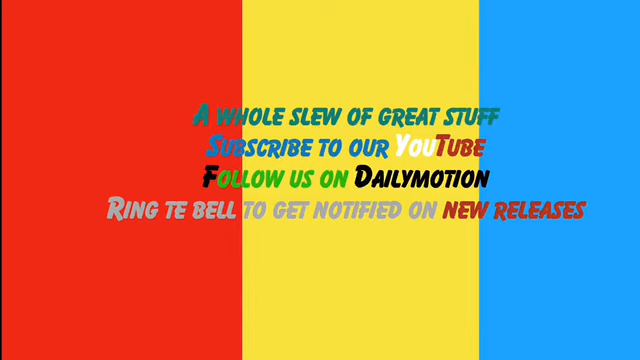 A whole slew of great stuff
Subscribe to our YouTube
Follow us on Dailymotion
Ring te bell to get notified on new releases